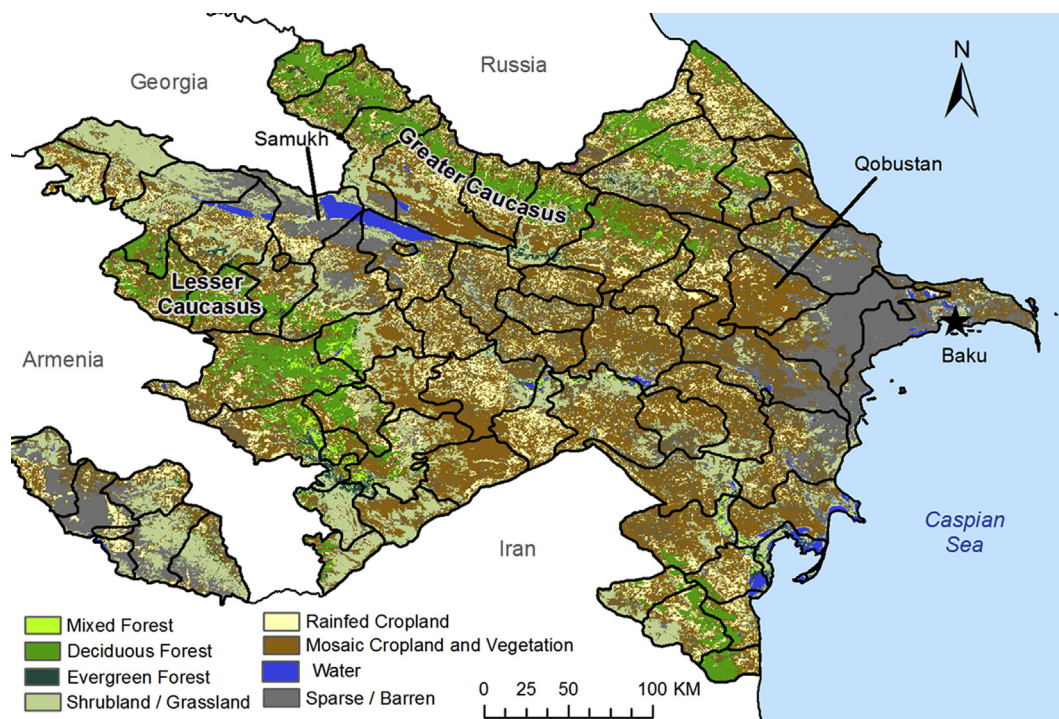 Russia
Georgia
N
Samukh
Greater Caucasus
Qobustan
Lesser
Caucasus
Baku
Armenia
Caspian
Sea
Iran
Mixed Forest
Deciduous Forest
Evergreen Forest
Shrubland / Grassland
Rainfed Cropland
Mosaic Cropland and Vegetation
Water
Sparse / Barren
0 25 50 100 KM